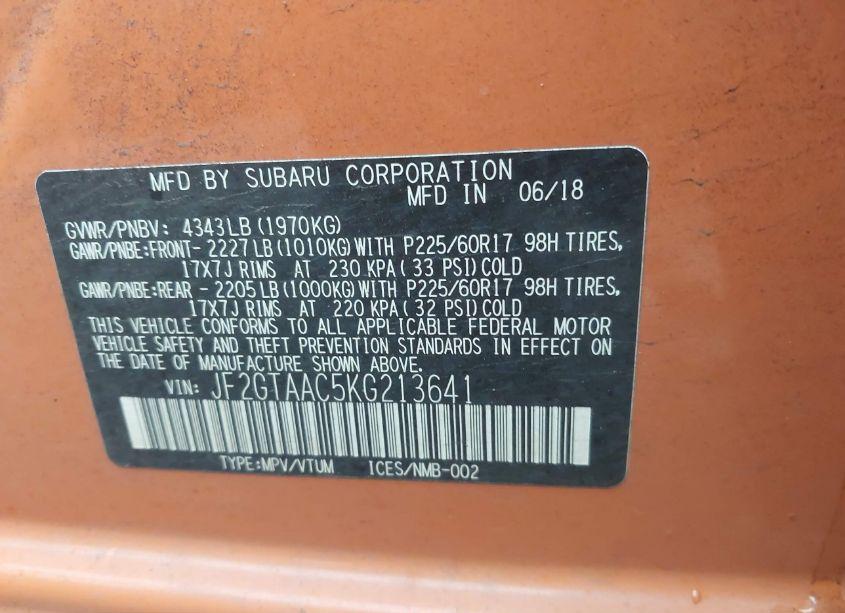 MFD BY SUBARU CORPORATION
MFD IN 06/18
GVWR/PNBV: 4343LB (1970KG)
GAWR/PNBE:FRONT- 2227LB (1010KG) WITH P225/60R17 98H TIRES,
17X7J RIMS AT 230 KPA ( 33 PSI) COLD
GAWR/PNBE:REAR - 2205LB (1000KG) WITH P225/60R17 98H TIRES,
17X7J RIMS AT 220 KPA ( 32 PSI) COLD
THIS VEHICLE CONFORMS TO ALL APPLICABLE FEDERAL MOTOR
VEHICLE SAFETY AND THEFT PREVENTION STANDARDS IN EFFECT ON
THE DATE OF MANUFACTURE SHOWN ABOVE.
VIN: JF2GTAAC5KG213641
TYPE:MPV/VTUM ICES/NMB-002